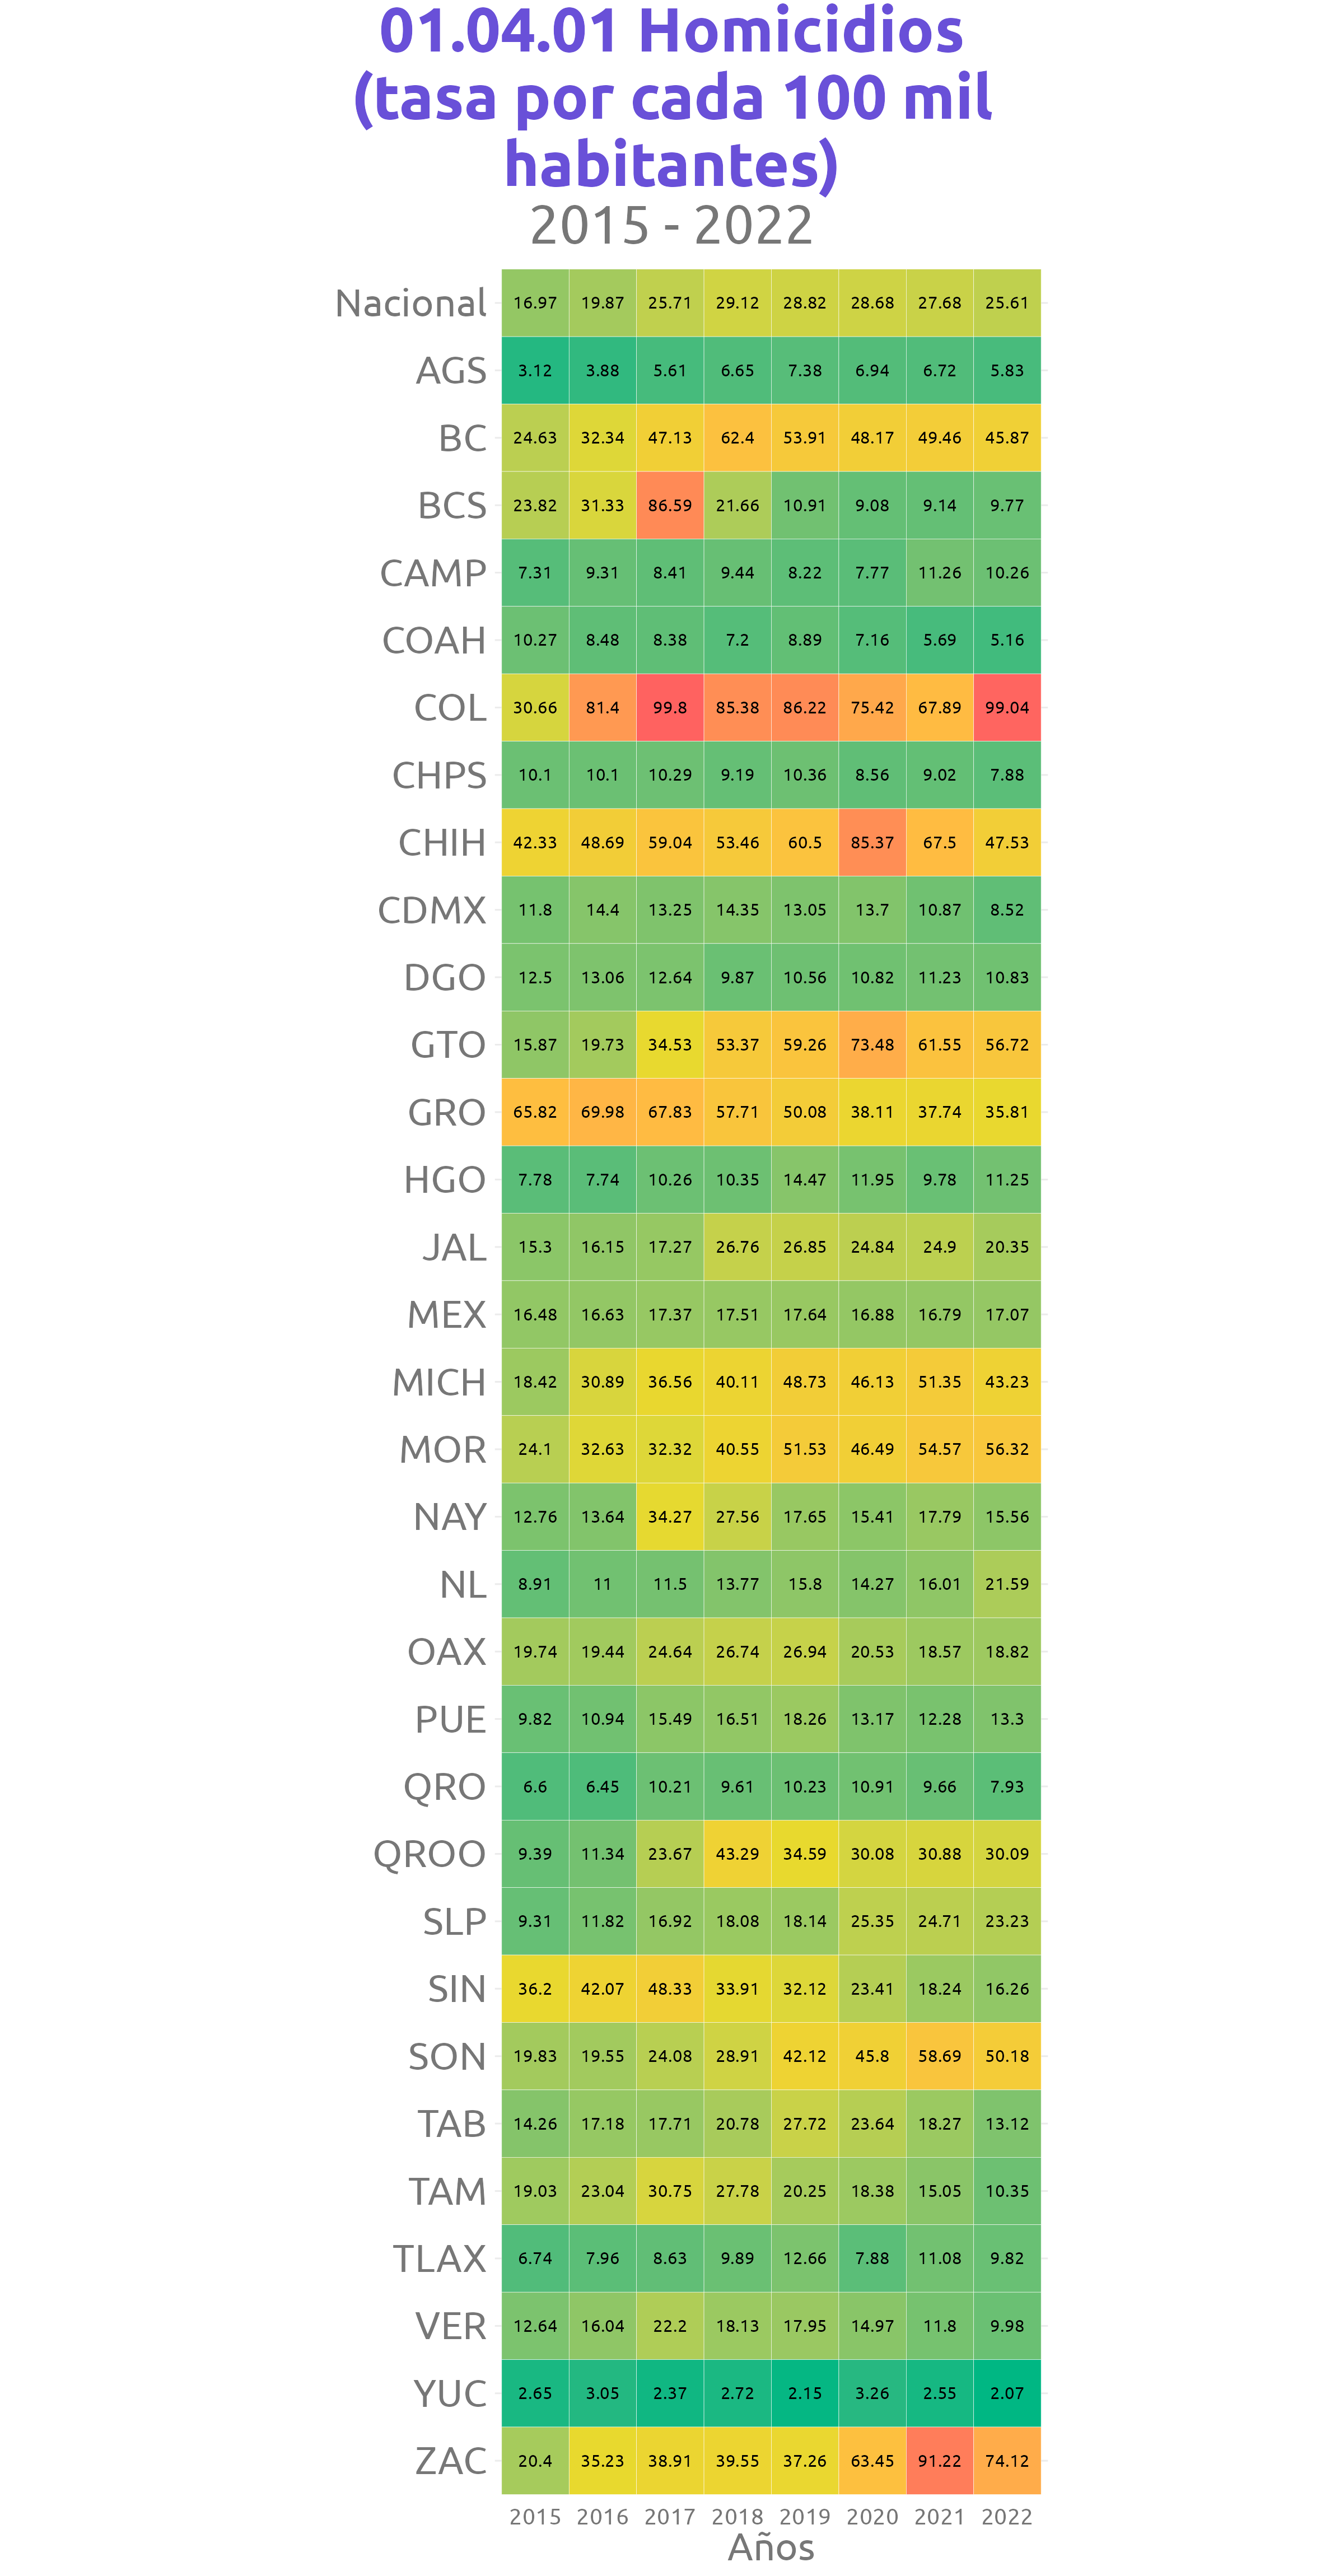 01.04.01 Homicidios
(tasa por cada 100 mil
habitantes)
2015 - 2022
Nacional 16.97 19.87 25.71 29.12 28.82 28.68 27.68 25.61
AGS 3.12 3.88 5.61 6.65 7.38 6.94 6.72 5.83
BC 24.63 32.34 47.13 62.4 53.91 48.17 49.46 45.87
BCS 23.82 31.33 86.59 21.66 10.91 9.08 9.14 9.77
CAMP 7.31 9.31 8.41 9.44 8.22 7.77 11.26 10.26
COAH 10.27 8.48 8.38 7.2 8.89 7.16 5.69 5.16
COL 30.66 81.4 99.8 85.38 86.22 75.42 67.89 99.04
CHPS 10.1 10.1 10.29 9.19 10.36 8.56 9.02 7.88
CHIH 42.33 48.69 59.04 53.46 60.5 85.37 67.5 47.53
CDMX 11.8 14.4 13.25 14.35 13.05 13.7 10.87 8.52
DGO 12.5 13.06 12.64 9.87 10.56 10.82 11.23 10.83
GTO 15.87 19.73 34.53 53.37 59.26 73.48 61.55 56.72
GRO 65.82 69.98 67.83 57.71 50.08 38.11 37.74 35.81
HGO 7.78 7.74 10.26 10.35 14.47 11.95 9.78 11.25
JAL 15.3 16.15 17.27 26.76 26.85 24.84 24.9 20.35
MEX 16.48 16.63 17.37 17.51 17.64 16.88 16.79 17.07
MICH 18.42 30.89 36.56 40.11 48.73 46.13 51.35 43.23
MOR 24.1 32.63 32.32 40.55 51.53 46.49 54.57 56.32
NAY 12.76 13.64 34.27 27.56 17.65 15.41 17.79 15.56
NL 8.91 11 11.5 13.77 15.8 14.27 16.01 21.59
OAX 19.74 19.44 24.64 26.74 26.94 20.53 18.57 18.82
PUE 9.82 10.94 15.49 16.51 18.26 13.17 12.28 13.3
QRO 6.6 6.45 10.21 9.61 10.23 10.91 9.66 7.93
QROO 9.39 11.34 23.67 43.29 34.59 30.08 30.88 30.09
SLP 9.31 11.82 16.92 18.08 18.14 25.35 24.71 23.23
SIN 36.2 42.07 48.33 33.91 32.12 23.41 18.24 16.26
SON 19.83 19.55 24.08 28.91 42.12 45.8 58.69 50.18
TAB 14.26 17.18 17.71 20.78 27.72 23.64 18.27 13.12
TAM 19.03 23.04 30.75 27.78 20.25 18.38 15.05 10.35
TLAX 6.74 7.96 8.63 9.89 12.66 7.88 11.08 9.82
VER 12.64 16.04 22.2 18.13 17.95 14.97 11.8 9.98
YUC 2.65 3.05 2.37 2.72 2.15 3.26 2.55 2.07
ZAC 20.4 35.23 38.91 39.55 37.26 63.45 91.22 74.12
2015 2016 2017 2018 2019 2020 2021 2022
Años